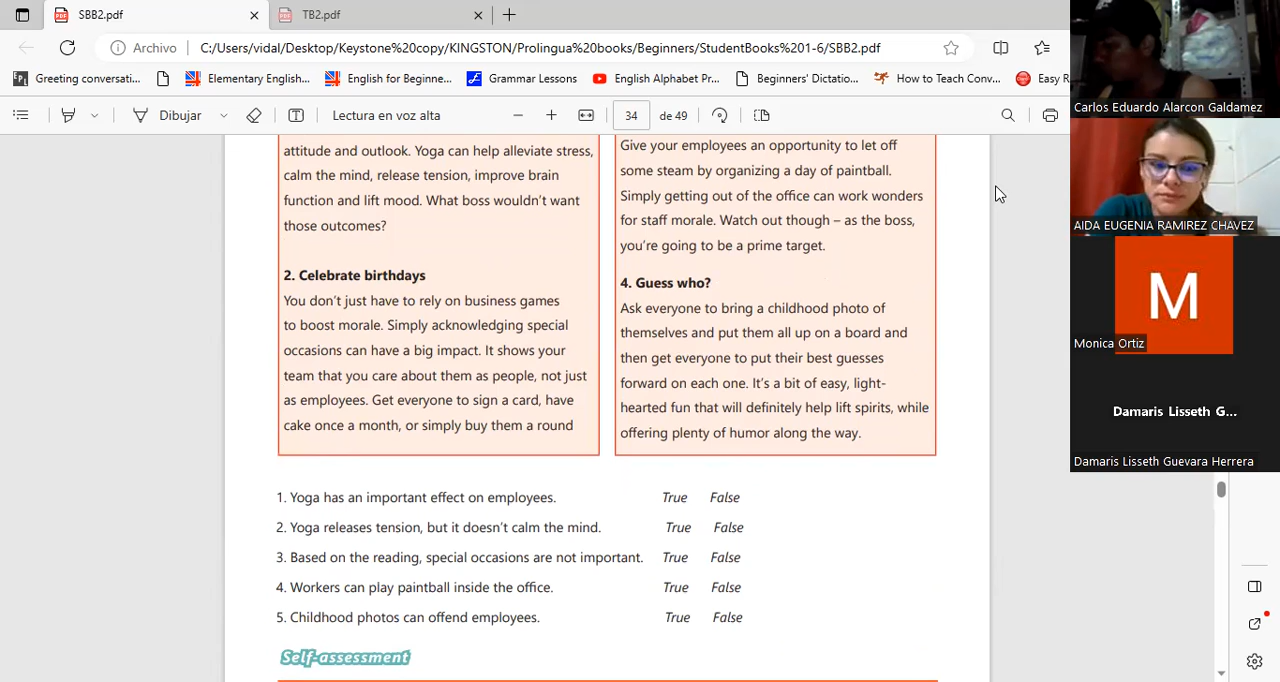 SBB2.pdf
TB2.pdf
Archivo
C:/Users/vidal/Desktop/Keystone%20copy/KINGSTON/Prolingua%20books/Beginners/StudentBooks%201-6/SBB2.pdf
Greeting conversati...
Elementary English...
English for Beginne...
Grammar Lessons
English Alphabet Pr...
Beginners' Dictatio...
How to Teach Conv...
Easy R
Dibujar
Lectura en voz alta
34
de 49
attitude and outlook. Yoga can help alleviate stress,
calm the mind, release tension, improve brain
function and lift mood. What boss wouldn't want
those outcomes?
2. Celebrate birthdays
You don't just have to rely on business games
to boost morale. Simply acknowledging special
occasions can have a big impact. It shows your
team that you care about them as people, not just
as employees. Get everyone to sign a card, have
cake once a month, or simply buy them a round
Give your employees an opportunity to let off
some steam by organizing a day of paintball.
Simply getting out of the office can work wonders
for staff morale. Watch out though – as the boss,
you're going to be a prime target.
4. Guess who?
Ask everyone to bring a childhood photo of
themselves and put them all up on a board and
then get everyone to put their best guesses
forward on each one. It's a bit of easy, light-
hearted fun that will definitely help lift spirits, while
offering plenty of humor along the way.
1. Yoga has an important effect on employees. True False
2. Yoga releases tension, but it doesn't calm the mind. True False
3. Based on the reading, special occasions are not important. True False
4. Workers can play paintball inside the office. True False
5. Childhood photos can offend employees. True False
Self-assessment
Carlos Eduardo Alarcon Galdamez
AIDA EUGENIA RAMIREZ CHAVEZ
M
Monica Ortiz
Damaris Lisseth G...
Damaris Lisseth Guevara Herrera